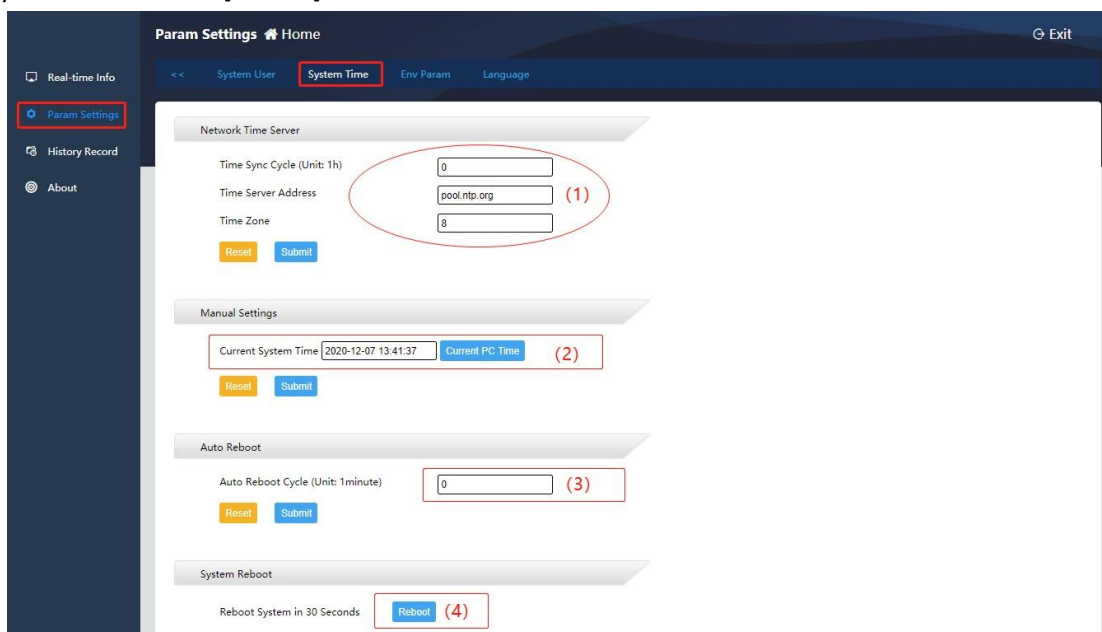 Param Settings Home Exit
Real-time Info
Param Settings
History Record
About
<< System User System Time Env Param Language
Network Time Server
Time Sync Cycle (Unit: 1h) 0
Time Server Address pool.ntp.org (1)
Time Zone 8
Reset Submit
Manual Settings
Current System Time 2020-12-07 13:41:37 Current PC Time (2)
Reset Submit
Auto Reboot
Auto Reboot Cycle (Unit: 1minute) 0 (3)
Reset Submit
System Reboot
Reboot System in 30 Seconds Reboot (4)